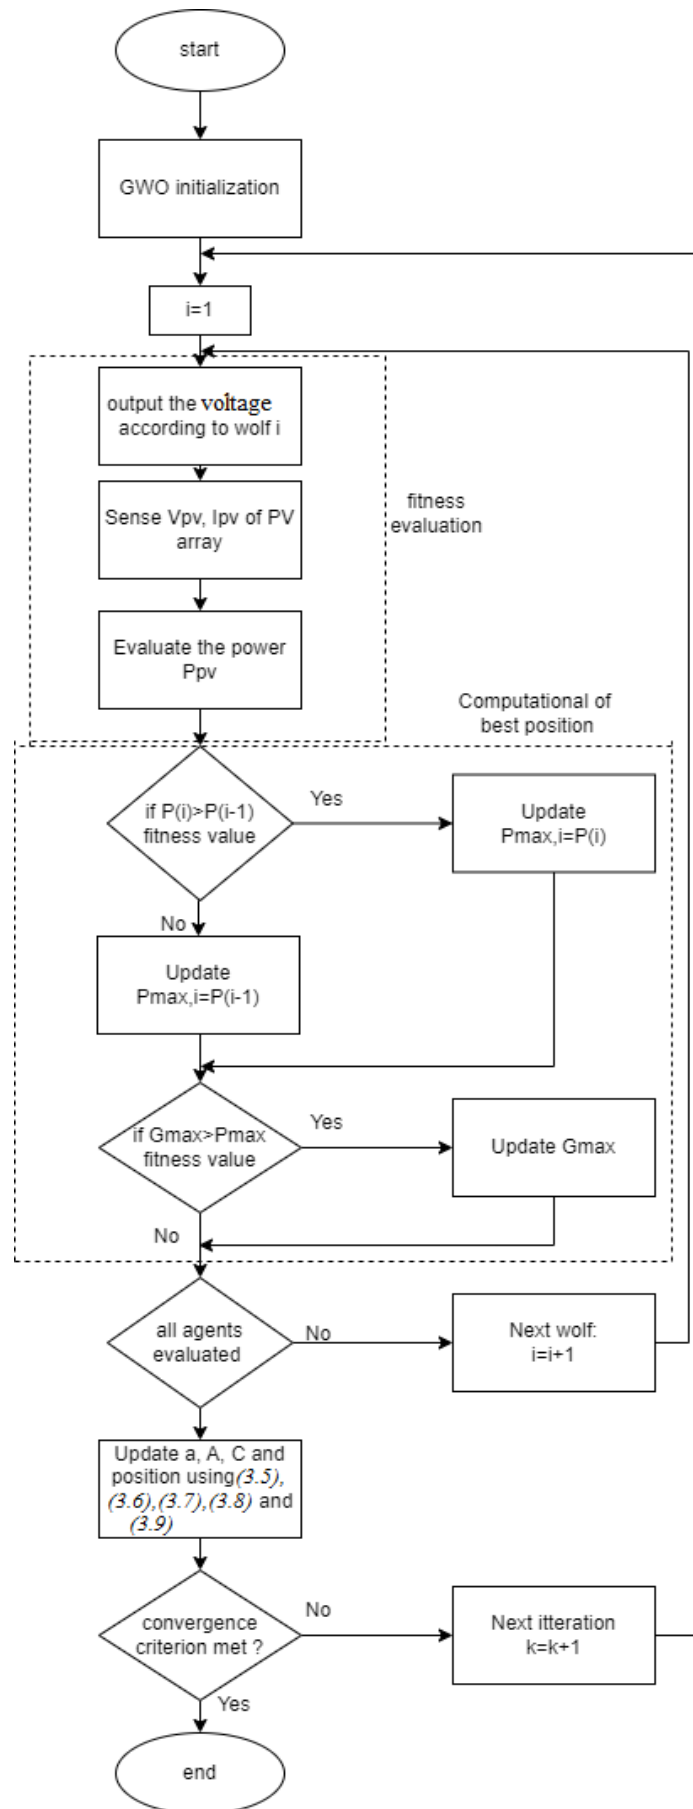 start
GWO initialization
i=1
output the voltage
according to wolf i
Sense Vpv, Ipv of PV
array
fitness
evaluation
Evaluate the power
Ppv
Computational of
best position
if P(i)>P(i-1)
fitness value
Yes
Update
Pmax,i=P(i)
No
Update
Pmax,i=P(i-1)
if Gmax>Pmax
fitness value
Yes
Update Gmax
No
all agents
evaluated
No
Next wolf:
i=i+1
Update a, A, C and
position using(3.5),
(3.6),(3.7),(3.8) and
(3.9)
convergence
criterion met ?
No
Next itteration
k=k+1
Yes
end